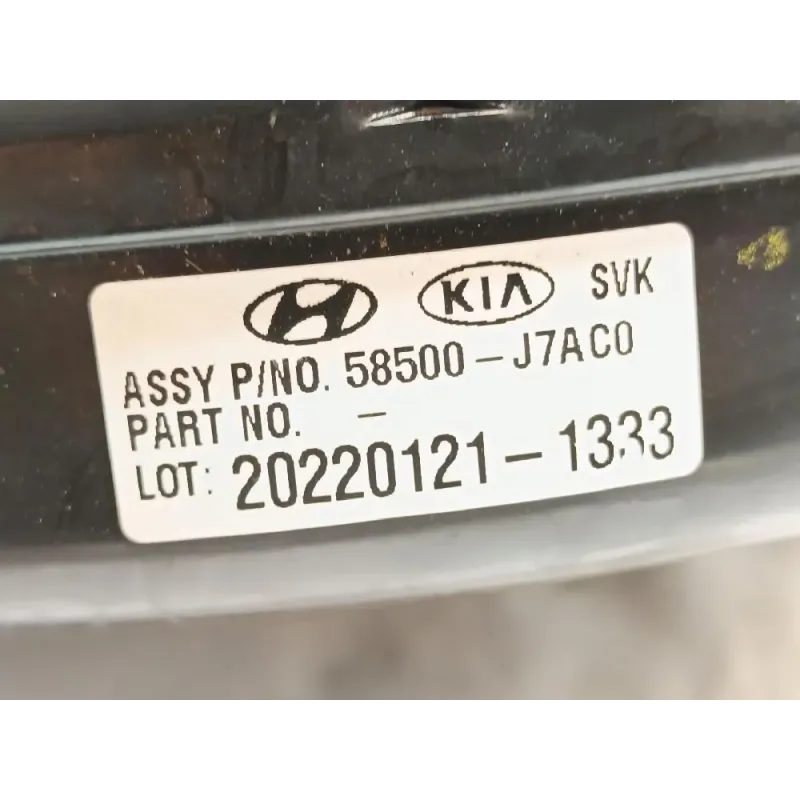 KIA SVK
ASSY P/NO. 58500-J7AC0
PART NO. -
LOT: 20220121-1333